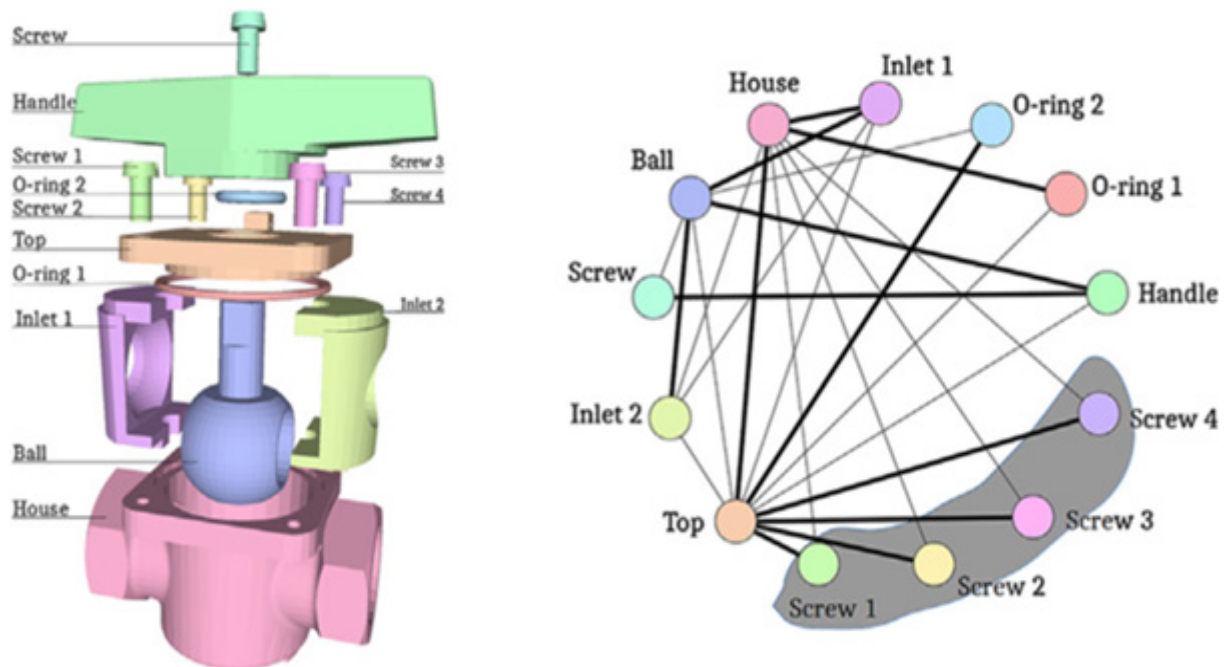 Screw
Handle
Screw 1
Screw 3
O-ring 2
Screw 4
Screw 2
Top
O-ring 1
Inlet 1
Inlet 2
Ball
House
Inlet 1
House
O-ring 2
Ball
O-ring 1
Screw
Handle
Inlet 2
Screw 4
Top
Screw 3
Screw 2
Screw 1